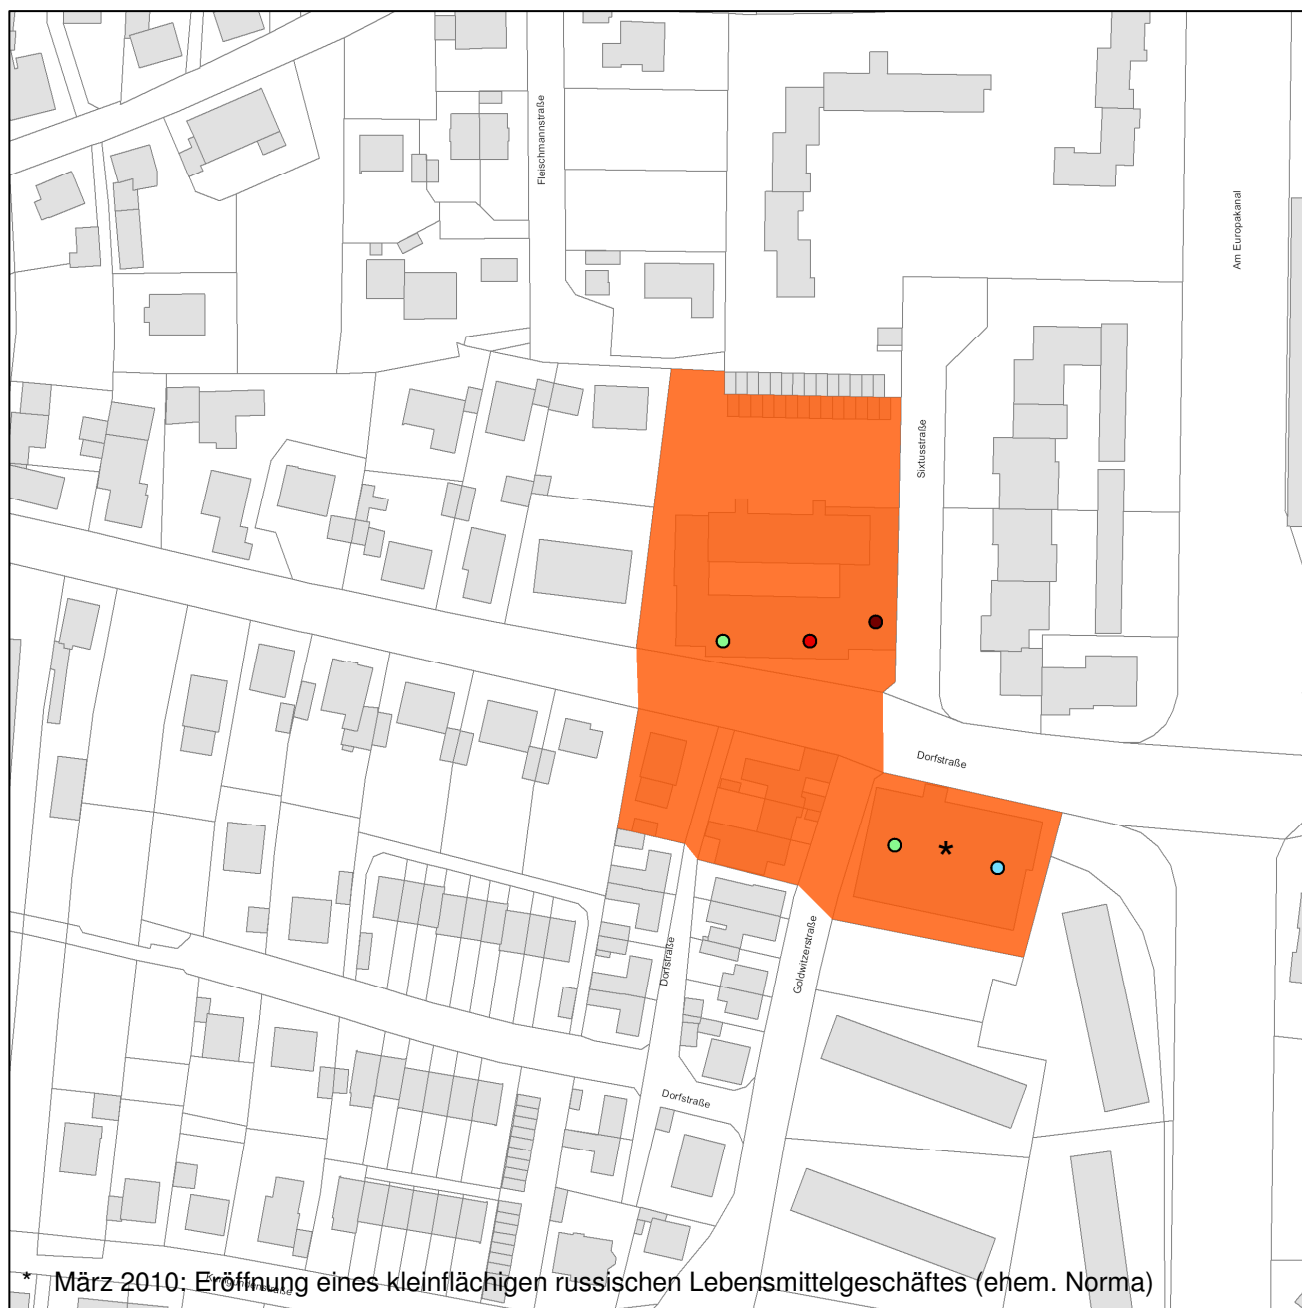 Fleischmannstraße
Am Europakanal
Sixtusstraße
Dorfstraße
*
Dorfstraße
Goldwitzerstraße
Dorfstraße
* März 2010: Eröffnung eines kleinflächigen russischen Lebensmittelgeschäftes (ehem. Norma)